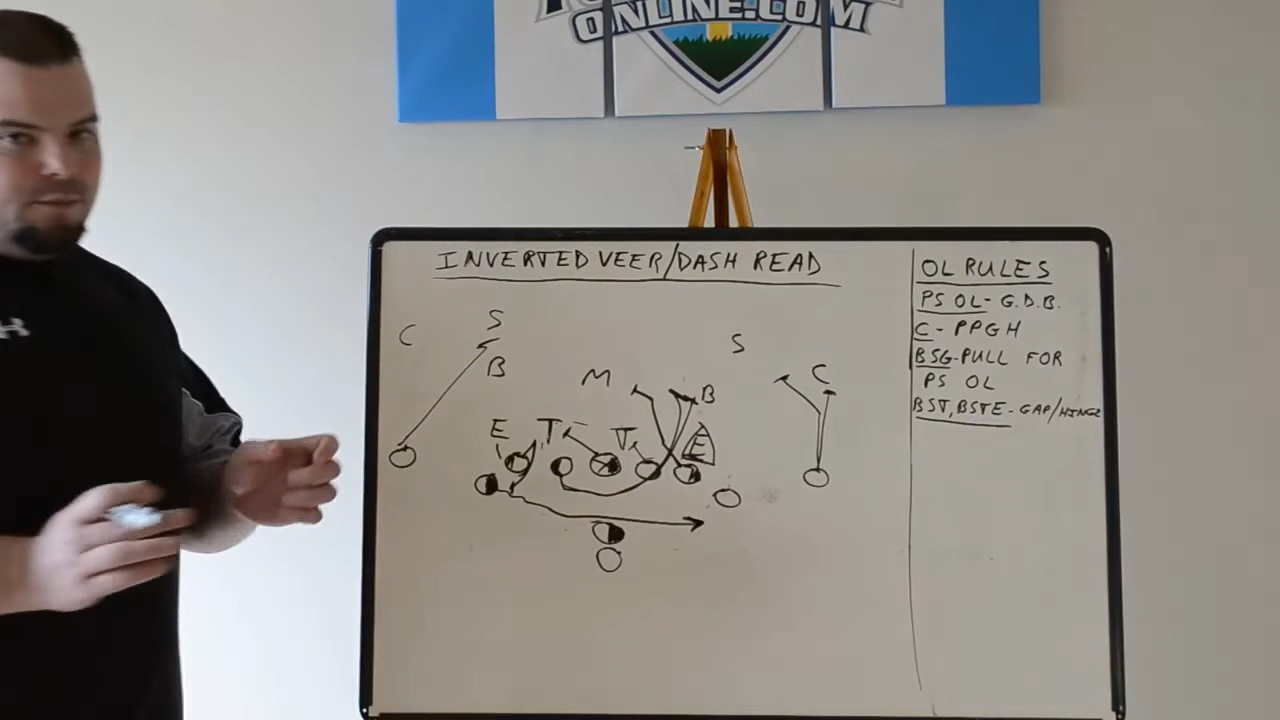 ONLINE.COM
INVERTED VEER/DASH READ
C
S
B
M
S
C
B
E
T
T
E
OL RULES
PS OL- G.D.B.
C- PPGH
BSG-PULL FOR
PS OL
BST, BSTE- GAP/HINGE